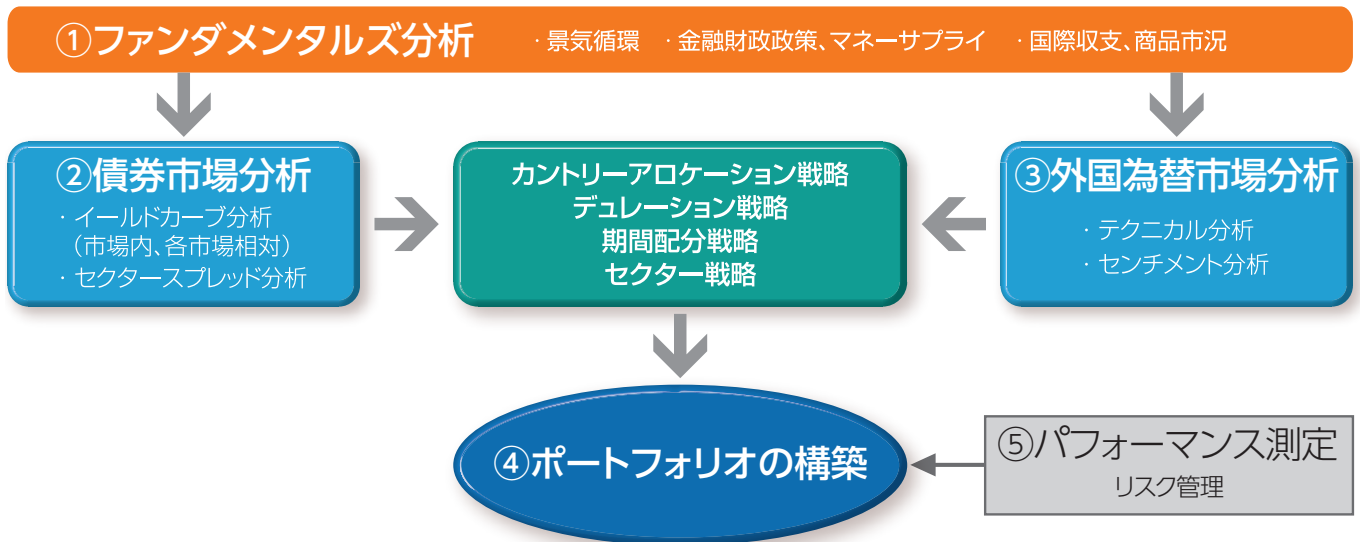 ①ファンダメンタルズ分析 ・景気循環 ・金融財政政策、マネーサプライ ・国際収支、商品市況
②債券市場分析
・イールドカーブ分析
（市場内、各市場相対）
・セクタースプレッド分析
カントリーアロケーション戦略
デュレーション戦略
期間配分戦略
セクター戦略
③外国為替市場分析
・テクニカル分析
・センチメント分析
④ポートフォリオの構築
⑤パフォーマンス測定
リスク管理